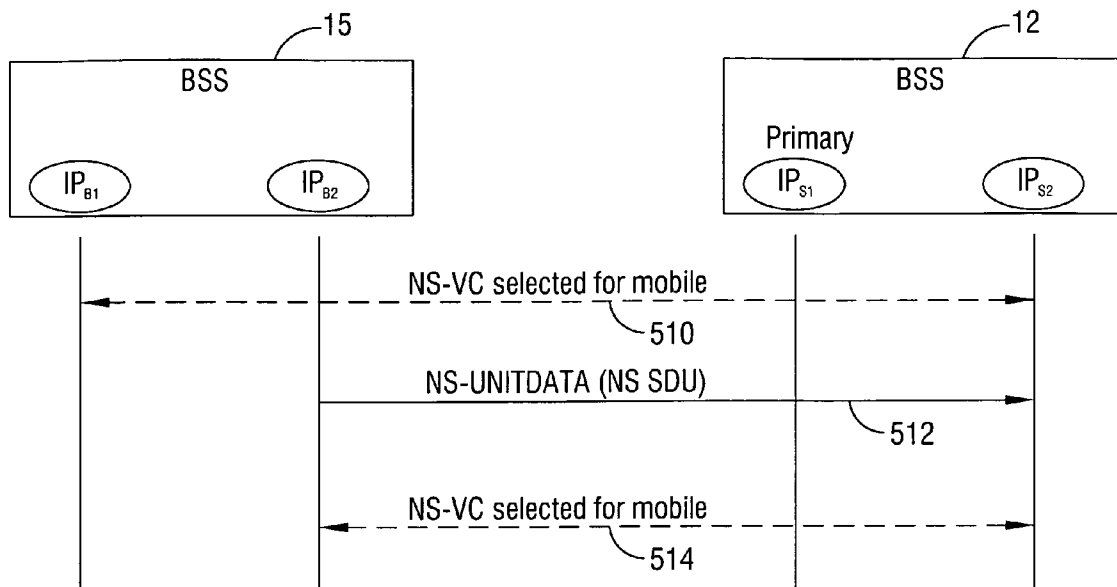 15
12
BSS
BSS
Primary
IPB1
IPB2
IPS1
IPS2
NS-VC selected for mobile
510
NS-UNITDATA (NS SDU)
512
NS-VC selected for mobile
514